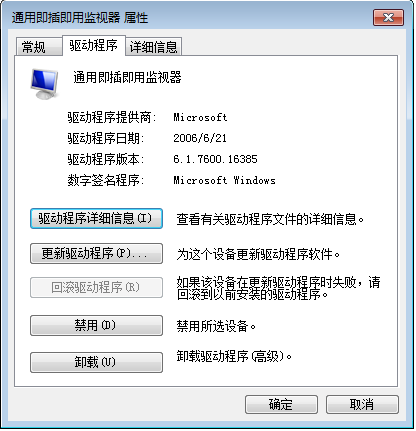 通用即插即用监视器 属性
常规 驱动程序 详细信息
通用即插即用监视器
驱动程序提供商: Microsoft
驱动程序日期: 2006/6/21
驱动程序版本: 6.1.7600.16385
数字签名程序: Microsoft Windows
驱动程序详细信息(I) 查看有关驱动程序文件的详细信息。
更新驱动程序(P)... 为这个设备更新驱动程序软件。
回滚驱动程序(R) 如果该设备在更新驱动程序时失败，请
回滚到以前安装的驱动程序。
禁用(D) 禁用所选设备。
卸载(U) 卸载驱动程序(高级)。
确定 取消